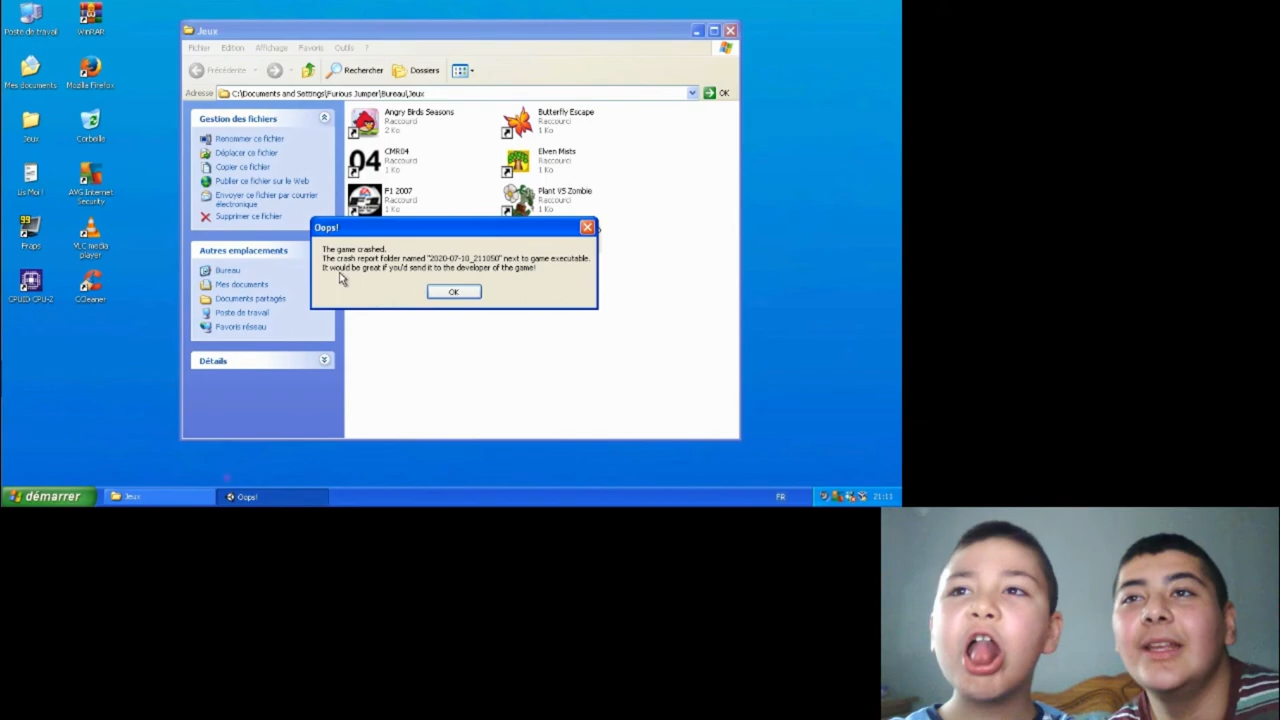 Poste de travail
WinRAR
Mes documents
Mozilla Firefox
Jeux
Corbeille
Lis Moi !
AVG Internet
Security
99
Fraps
VLC media
player
CPUID CPU-Z
CCleaner
Jeux
Fichier Edition Affichage Favoris Outils ?
Précédente Rechercher Dossiers
Adresse C:\Documents and Settings\Furious Jumper\Bureau\Jeux OK
Gestion des fichiers
Renommer ce fichier
Déplacer ce fichier
Copier ce fichier
Publier ce fichier sur le Web
Envoyer ce fichier par courrier
électronique
Supprimer ce fichier
Autres emplacements
Bureau
Mes documents
Documents partagés
Poste de travail
Favoris réseau
Détails
Angry Birds Seasons
Raccourci
2 Ko
Butterfly Escape
Raccourci
1 Ko
04
CMR04
Raccourci
1 Ko
Elven Mists
Raccourci
1 Ko
F1 2007
Raccourci
1 Ko
Plant VS Zombie
Raccourci
1 Ko
Oops!
The game crashed.
The crash report folder named "2020-07-10_211050" next to game executable.
It would be great if you'd send it to the developer of the game!
OK
démarrer Jeux Oops! FR 21:11